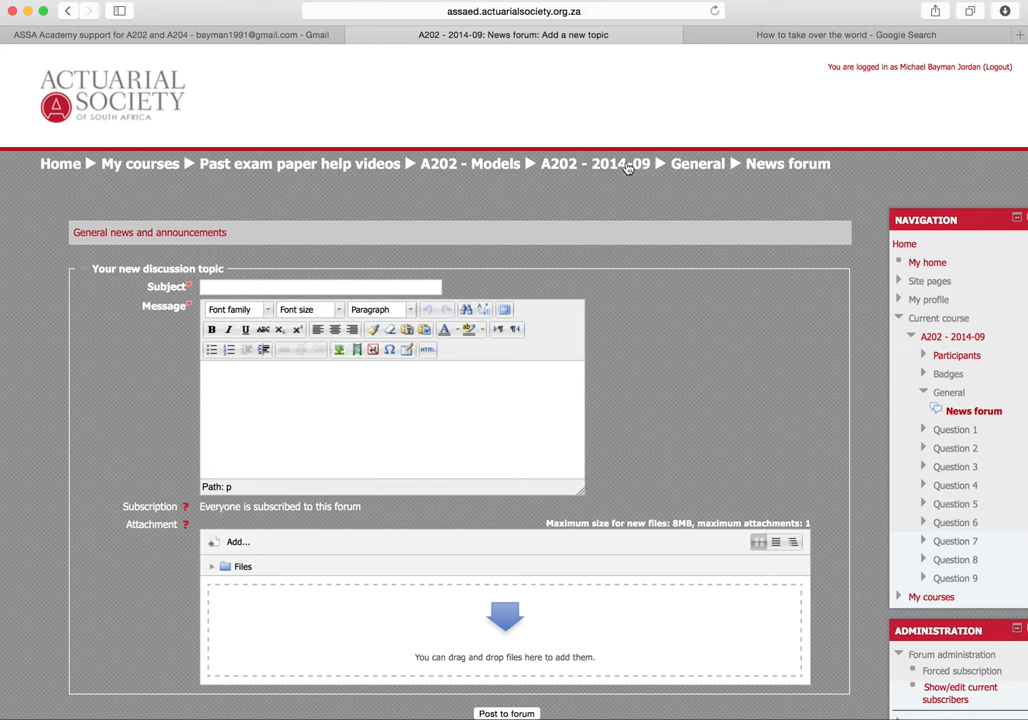 assaed.actuarialsociety.org.za
ASSA Academy support for A202 and A204 - bayman1991@gmail.com - Gmail
A202 - 2014-09: News forum: Add a new topic
How to take over the world - Google Search
You are logged in as Michael Bayman Jordan (Logout)
ACTUARIAL
SOCIETY
OF SOUTH AFRICA
Home ▶ My courses ▶ Past exam paper help videos ▶ A202 - Models ▶ A202 - 2014-09 ▶ General ▶ News forum
General news and announcements
Your new discussion topic
Subject*
Message*
Font family Font size Paragraph
B I U ABC X₂ X²
HTML
Path: p
Subscription ? Everyone is subscribed to this forum
Attachment ?
Maximum size for new files: 8MB, maximum attachments: 1
Add...
Files
You can drag and drop files here to add them.
Post to forum
NAVIGATION
Home
My home
Site pages
My profile
Current course
A202 - 2014-09
Participants
Badges
General
News forum
Question 1
Question 2
Question 3
Question 4
Question 5
Question 6
Question 7
Question 8
Question 9
My courses
ADMINISTRATION
Forum administration
Forced subscription
Show/edit current
subscribers